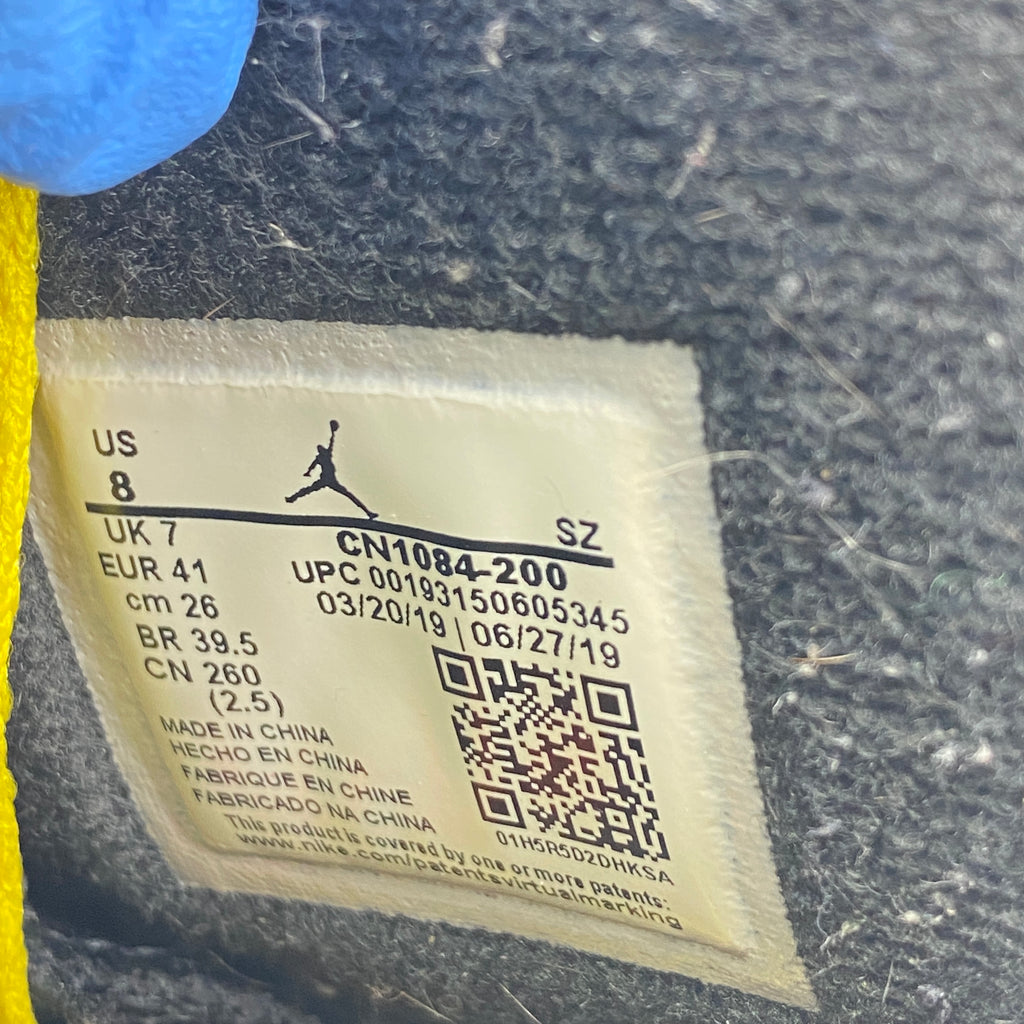 US
8
SZ
UK 7
CN1084-200
EUR 41
UPC 00193150605345
cm 26
03/20/19 | 06/27/19
BR 39.5
CN 260
(2.5)
MADE IN CHINA
HECHO EN CHINA
FABRIQUE EN CHINE
FABRICADO NA CHINA
01H5R5D2DHKSA
This product is covered by one or more patents:
www.nike.com/patentsvirtualmarking